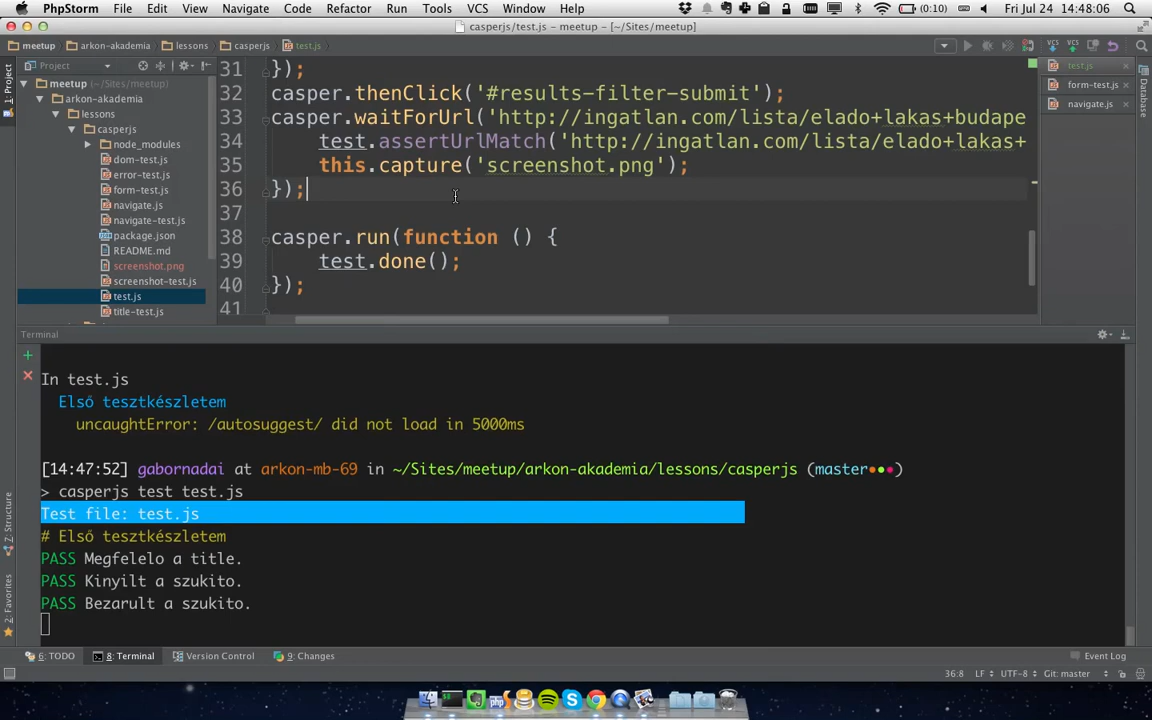 PhpStorm File Edit View Navigate Code Refactor Run Tools VCS Window Help (0:10) Fri Jul 24 14:48:06
casperjs/test.js – meetup – [~/Sites/meetup]
meetup arkon-akademia lessons casperjs test.js
Project
test.js
form-test.js
navigate.js
1: Project
Database
meetup (~/Sites/meetup)
arkon-akademia
lessons
casperjs
node_modules
dom-test.js
error-test.js
form-test.js
navigate.js
navigate-test.js
package.json
README.md
screenshot.png
screenshot-test.js
test.js
title-test.js
31 });
32 casper.thenClick('#results-filter-submit');
33 casper.waitForUrl('http://ingatlan.com/lista/elado+lakas+budape
34 test.assertUrlMatch('http://ingatlan.com/lista/elado+lakas+
35 this.capture('screenshot.png');
36 });
37
38 casper.run(function () {
39 test.done();
40 });
41
Terminal
In test.js
Első tesztkészletem
uncaughtError: /autosuggest/ did not load in 5000ms
[14:47:52] gabornadai at arkon-mb-69 in ~/Sites/meetup/arkon-akademia/lessons/casperjs (master●●●)
> casperjs test test.js
Test file: test.js
# Első tesztkészletem
PASS Megfelelo a title.
PASS Kinyilt a szukito.
PASS Bezarult a szukito.
7: Structure
2: Favorites
6: TODO 8: Terminal Version Control 9: Changes Event Log
36:8 LF UTF-8 Git: master
php